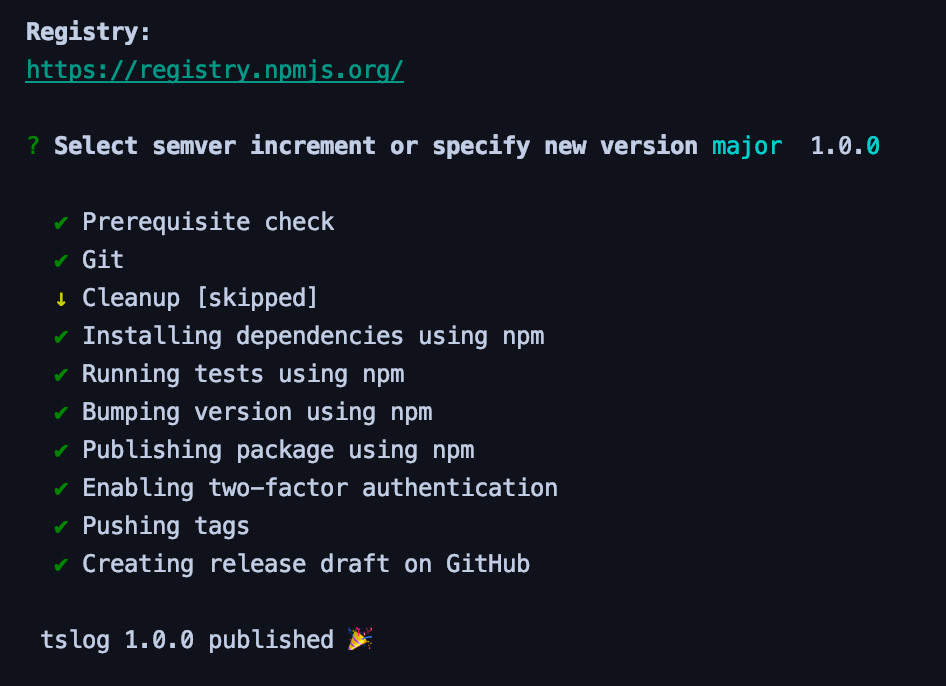 Registry:
https://registry.npmjs.org/
? Select semver increment or specify new version major  1.0.0
✔ Prerequisite check
✔ Git
↓ Cleanup [skipped]
✔ Installing dependencies using npm
✔ Running tests using npm
✔ Bumping version using npm
✔ Publishing package using npm
✔ Enabling two-factor authentication
✔ Pushing tags
✔ Creating release draft on GitHub
tslog 1.0.0 published 🎉